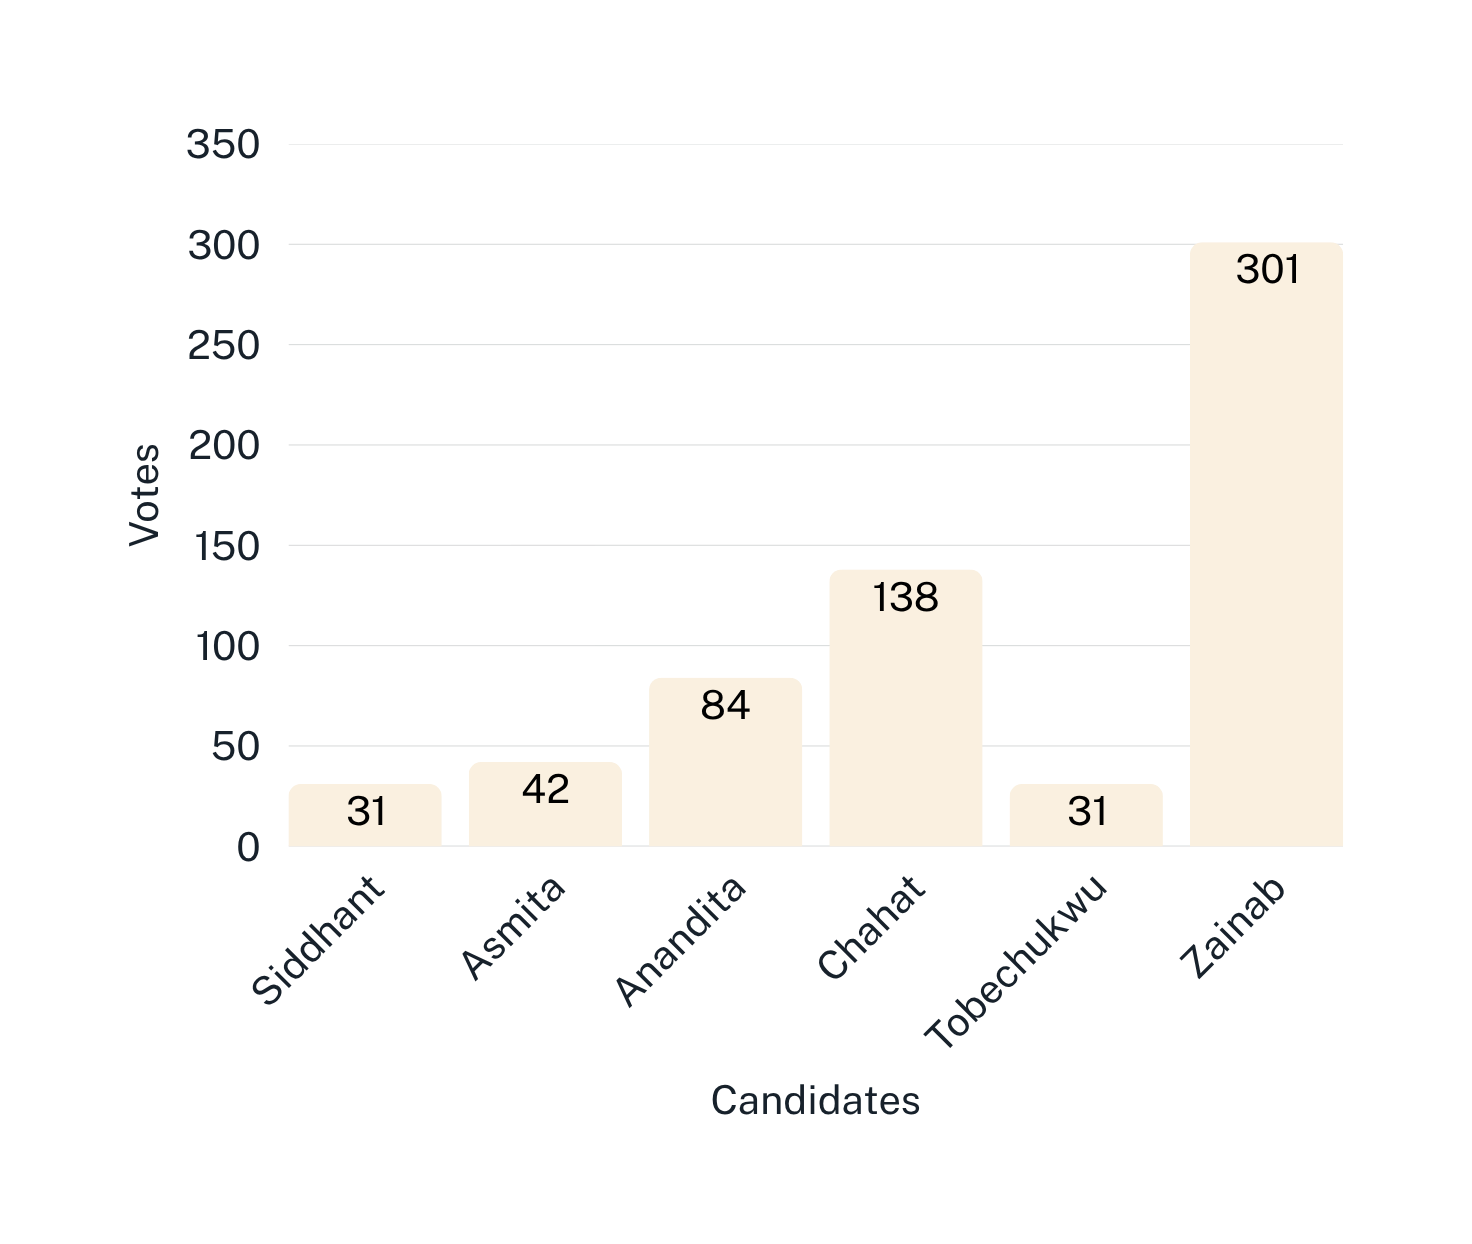 350
300
250
200
150
100
50
0
Votes
31
42
84
138
31
301
Siddhant
Asmita
Anandita
Chahat
Tobechukwu
Zainab
Candidates